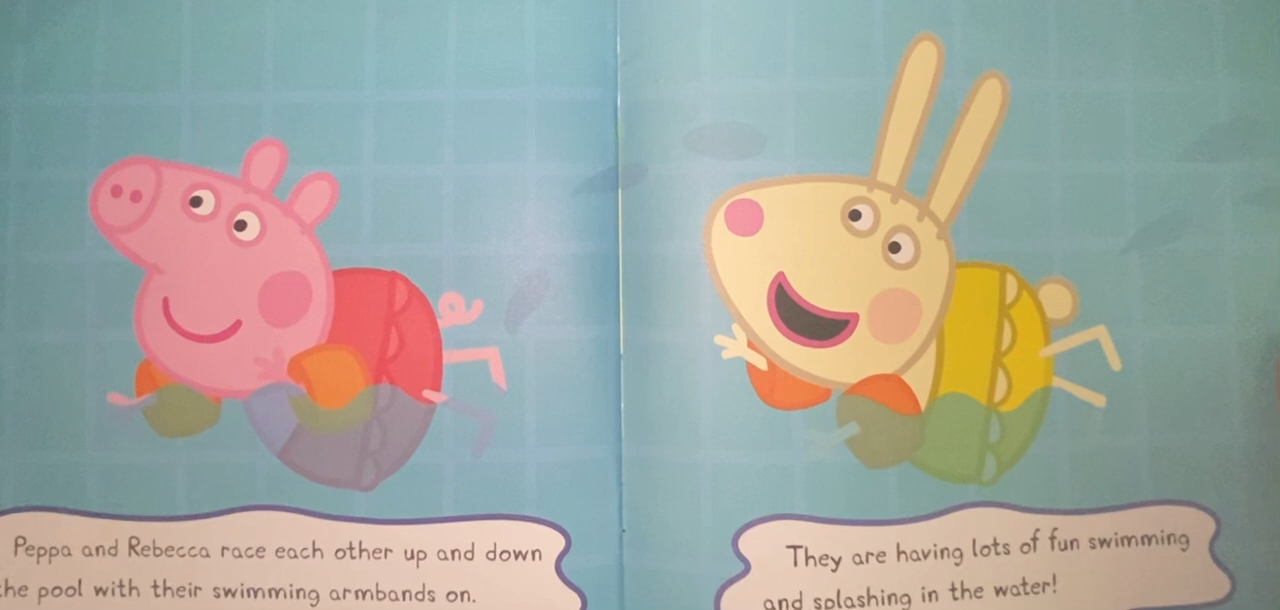 Peppa and Rebecca race each other up and down
the pool with their swimming armbands on.
They are having lots of fun swimming
and splashing in the water!